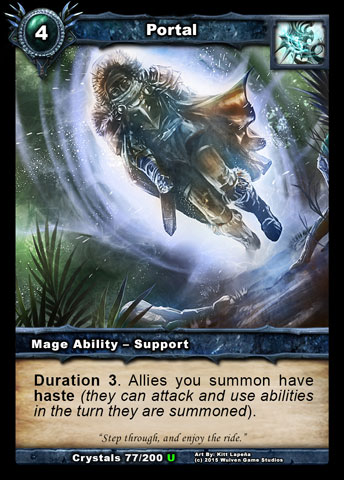 4
Portal
Mage Ability – Support
Duration 3. Allies you summon have
haste (they can attack and use abilities
in the turn they are summoned).
"Step through, and enjoy the ride."
Crystals 77/200 U
Art By: Kitt Lapeña
(c) 2015 Wulven Game Studios